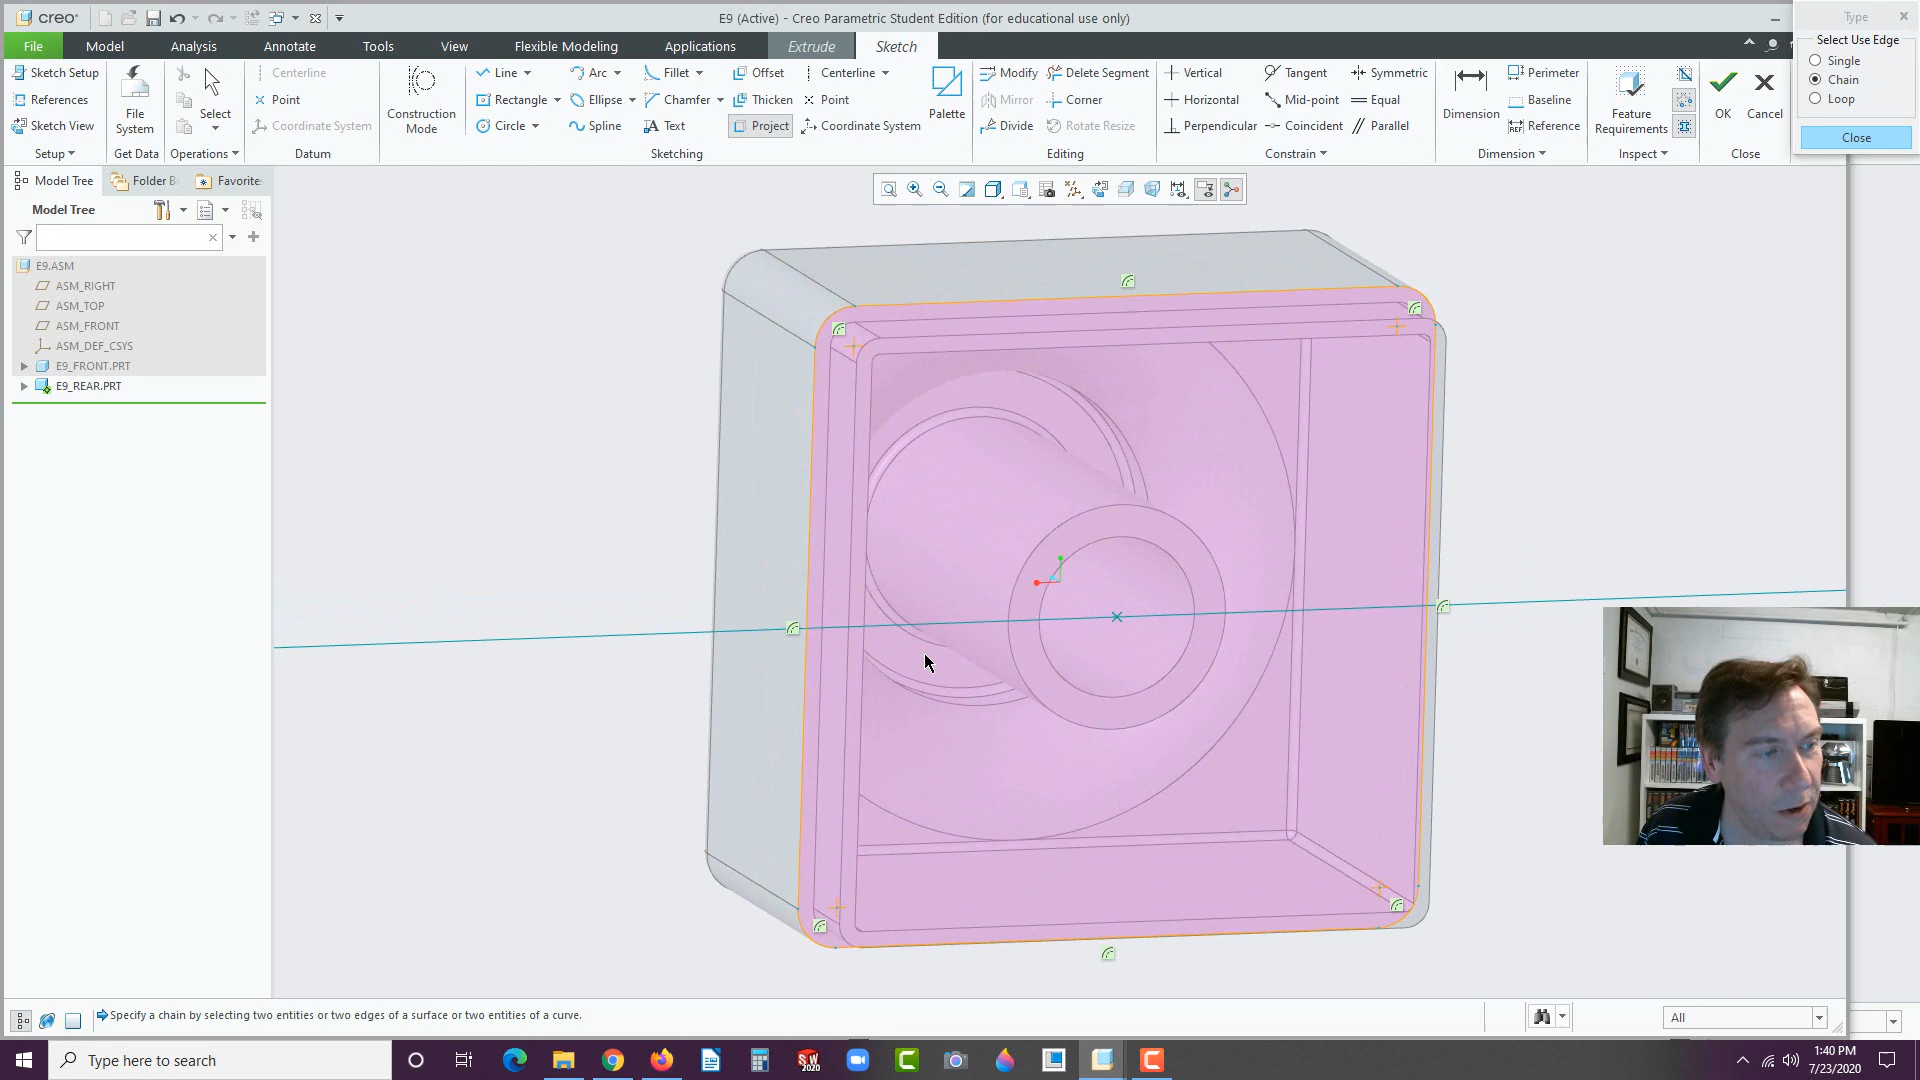 creo
E9 (Active) - Creo Parametric Student Edition (for educational use only)
Type
File
Model
Analysis
Annotate
Tools
View
Flexible Modeling
Applications
Extrude
Sketch
Select Use Edge
Single
Chain
Loop
Close
Sketch Setup
References
Sketch View
Setup
File System
Get Data
Select
Operations
Centerline
Point
Coordinate System
Datum
Construction Mode
Line
Arc
Fillet
Offset
Centerline
Rectangle
Ellipse
Chamfer
Thicken
Point
Circle
Spline
Text
Project
Coordinate System
Palette
Sketching
Modify
Delete Segment
Mirror
Corner
Divide
Rotate Resize
Editing
Vertical
Tangent
Symmetric
Horizontal
Mid-point
Equal
Perpendicular
Coincident
Parallel
Constrain
Dimension
Perimeter
Baseline
REF Reference
Dimension
Feature Requirements
Inspect
OK
Cancel
Close
Model Tree
Folder B
Favorite
Model Tree
E9.ASM
ASM_RIGHT
ASM_TOP
ASM_FRONT
ASM_DEF_CSYS
E9_FRONT.PRT
E9_REAR.PRT
Specify a chain by selecting two entities or two edges of a surface or two entities of a curve.
All
Type here to search
SW 2020
1:40 PM
7/23/2020